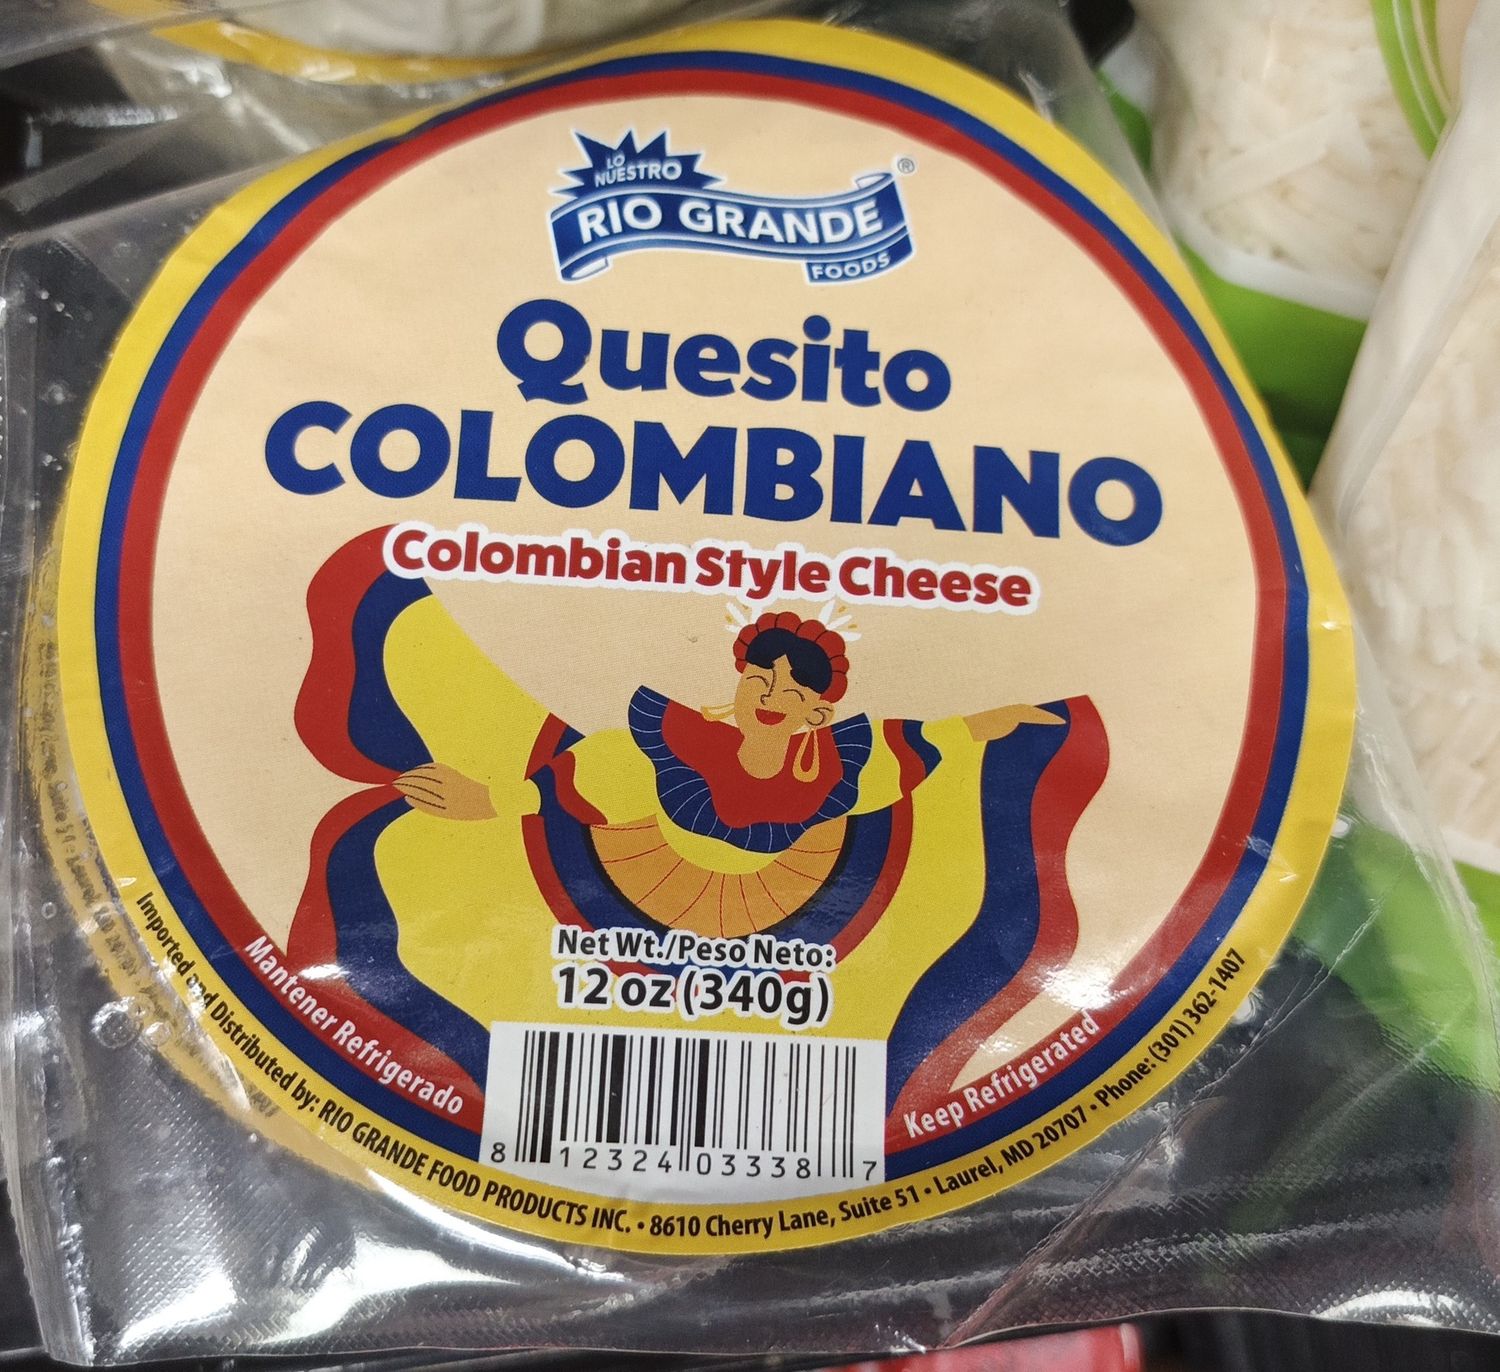 LO
NUESTRO
RIO GRANDE ®
FOODS
Quesito
COLOMBIANO
Colombian Style Cheese
Net Wt./Peso Neto:
12 oz (340g)
Mantener Refrigerado
Keep Refrigerated
8 12324 03338 7
Imported and Distributed by: RIO GRANDE FOOD PRODUCTS INC. • 8610 Cherry Lane, Suite 51 • Laurel, MD 20707 • Phone: (301) 362-1407